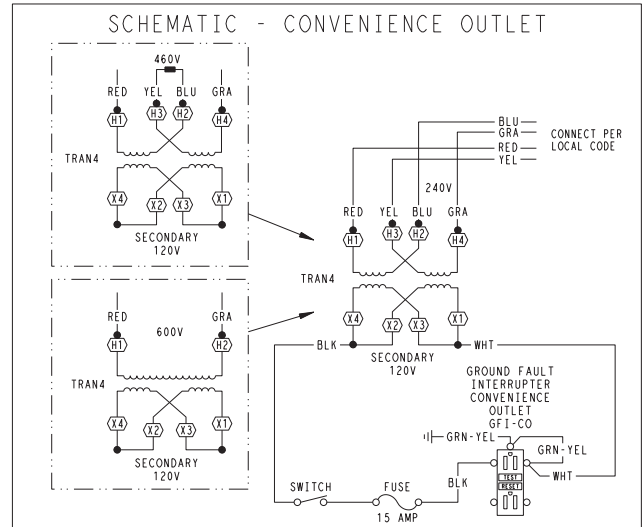 SCHEMATIC - CONVENIENCE OUTLET
460V
RED YEL BLU GRA
H1 H3 H2 H4
TRAN4
X4 X2 X3 X1
SECONDARY
120V
RED GRA
600V
H1 H2
TRAN4
X4 X2 X3 X1
SECONDARY
120V
BLU
GRA
RED
YEL
CONNECT PER
LOCAL CODE
240V
RED YEL BLU GRA
H1 H3 H2 H4
TRAN4
X4 X2 X3 X1
BLK
WHT
SECONDARY
120V
GROUND FAULT
INTERRUPTER
CONVENIENCE
OUTLET
GFI-CO
GRN-YEL
GRN-YEL
WHT
BLK
TEST
RESET
SWITCH
FUSE
15 AMP